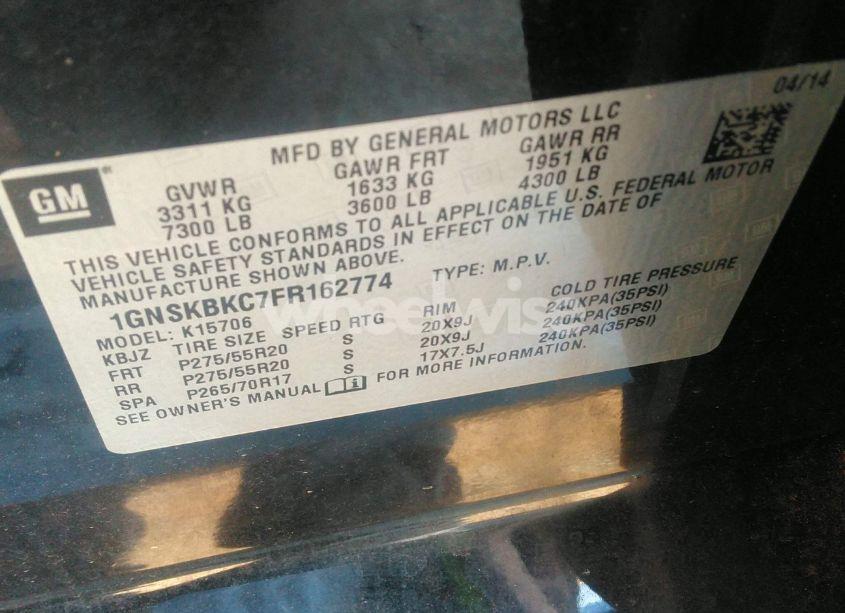 04/14
MFD BY GENERAL MOTORS LLC
GM
GVWR GAWR FRT GAWR RR
3311 KG 1633 KG 1951 KG
7300 LB 3600 LB 4300 LB
THIS VEHICLE CONFORMS TO ALL APPLICABLE U.S. FEDERAL MOTOR
VEHICLE SAFETY STANDARDS IN EFFECT ON THE DATE OF
MANUFACTURE SHOWN ABOVE.
1GNSKBKC7FR162774 TYPE: M.P.V.
MODEL: K15706
KBJZ TIRE SIZE SPEED RTG RIM COLD TIRE PRESSURE
FRT P275/55R20 S 20X9J 240KPA(35PSI)
RR P275/55R20 S 20X9J 240KPA(35PSI)
SPA P265/70R17 S 17X7.5J 240KPA(35PSI)
SEE OWNER'S MANUAL FOR MORE INFORMATION.
wheelwise